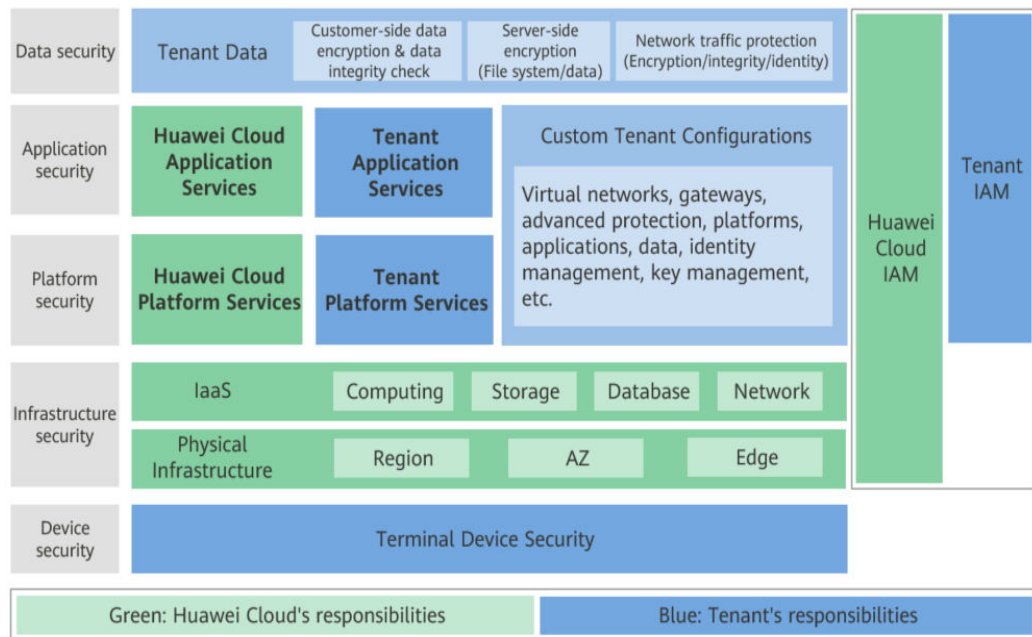 Data security
Tenant Data
Customer-side data
encryption & data
integrity check
Server-side
encryption
(File system/data)
Network traffic protection
(Encryption/integrity/identity)
Application
security
Huawei Cloud
Application
Services
Tenant
Application
Services
Custom Tenant Configurations
Virtual networks, gateways,
advanced protection, platforms,
applications, data, identity
management, key management,
etc.
Platform
security
Huawei Cloud
Platform Services
Tenant
Platform Services
Huawei
Cloud
IAM
Tenant
IAM
Infrastructure
security
IaaS
Computing
Storage
Database
Network
Physical
Infrastructure
Region
AZ
Edge
Device
security
Terminal Device Security
Green: Huawei Cloud's responsibilities
Blue: Tenant's responsibilities